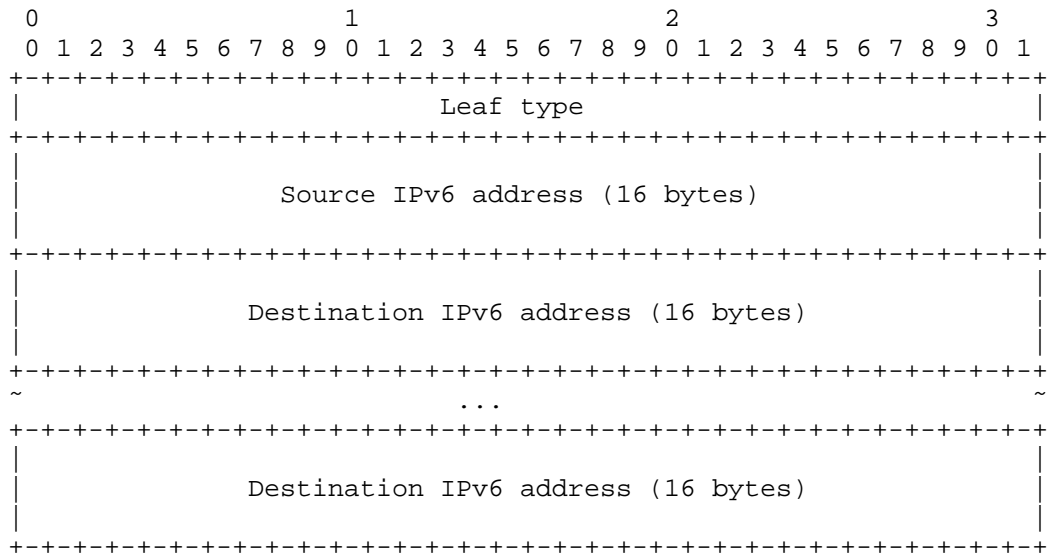 0                   1                   2                   3
0 1 2 3 4 5 6 7 8 9 0 1 2 3 4 5 6 7 8 9 0 1 2 3 4 5 6 7 8 9 0 1
+-+-+-+-+-+-+-+-+-+-+-+-+-+-+-+-+-+-+-+-+-+-+-+-+-+-+-+-+-+-+-+-+
|                          Leaf type                            |
+-+-+-+-+-+-+-+-+-+-+-+-+-+-+-+-+-+-+-+-+-+-+-+-+-+-+-+-+-+-+-+-+
|                                                               |
|                Source IPv6 address (16 bytes)                 |
|                                                               |
+-+-+-+-+-+-+-+-+-+-+-+-+-+-+-+-+-+-+-+-+-+-+-+-+-+-+-+-+-+-+-+-+
|                                                               |
|              Destination IPv6 address (16 bytes)              |
|                                                               |
+-+-+-+-+-+-+-+-+-+-+-+-+-+-+-+-+-+-+-+-+-+-+-+-+-+-+-+-+-+-+-+-+
~                           ...                                 ~
+-+-+-+-+-+-+-+-+-+-+-+-+-+-+-+-+-+-+-+-+-+-+-+-+-+-+-+-+-+-+-+-+
|                                                               |
|              Destination IPv6 address (16 bytes)              |
|                                                               |
+-+-+-+-+-+-+-+-+-+-+-+-+-+-+-+-+-+-+-+-+-+-+-+-+-+-+-+-+-+-+-+-+